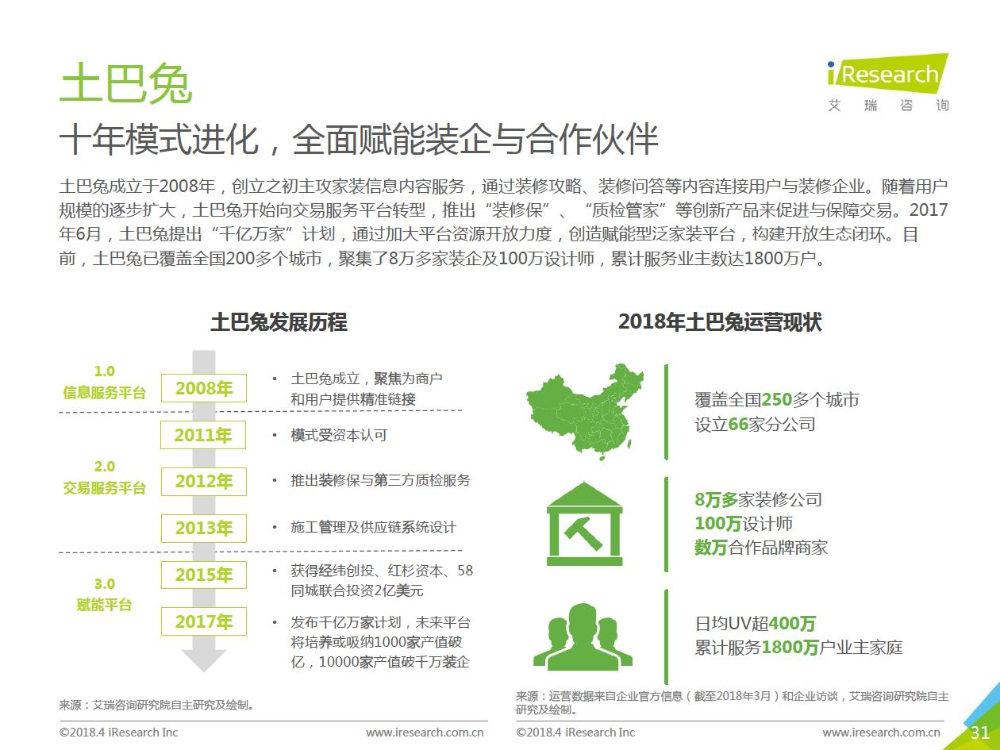 土巴兔
iResearch
艾瑞咨询
十年模式进化，全面赋能装企与合作伙伴
土巴兔成立于2008年，创立之初主攻家装信息内容服务，通过装修攻略、装修问答等内容连接用户与装修企业。随着用户
规模的逐步扩大，土巴兔开始向交易服务平台转型，推出“装修保”、“质检管家”等创新产品来促进与保障交易。2017
年6月，土巴兔提出“千亿万家”计划，通过加大平台资源开放力度，创造赋能型泛家装平台，构建开放生态闭环。目
前，土巴兔已覆盖全国200多个城市，聚集了8万多家装企及100万设计师，累计服务业主数达1800万户。
土巴兔发展历程
1.0
信息服务平台
2008年
• 土巴兔成立，聚焦为商户
和用户提供精准链接
2011年
• 模式受资本认可
2.0
交易服务平台
2012年
• 推出装修保与第三方质检服务
2013年
• 施工管理及供应链系统设计
3.0
赋能平台
2015年
• 获得经纬创投、红杉资本、58
同城联合投资2亿美元
2017年
• 发布千亿万家计划，未来平台
将培养或吸纳1000家产值破
亿，10000家产值破千万装企
来源：艾瑞咨询研究院自主研究及绘制。
©2018.4 iResearch Inc
www.iresearch.com.cn
2018年土巴兔运营现状
覆盖全国250多个城市
设立66家分公司
8万多家装修公司
100万设计师
数万合作品牌商家
日均UV超400万
累计服务1800万户业主家庭
来源：运营数据来自企业官方信息（截至2018年3月）和企业访谈，艾瑞咨询研究院自主
研究及绘制。
©2018.4 iResearch Inc
www.iresearch.com.cn
31